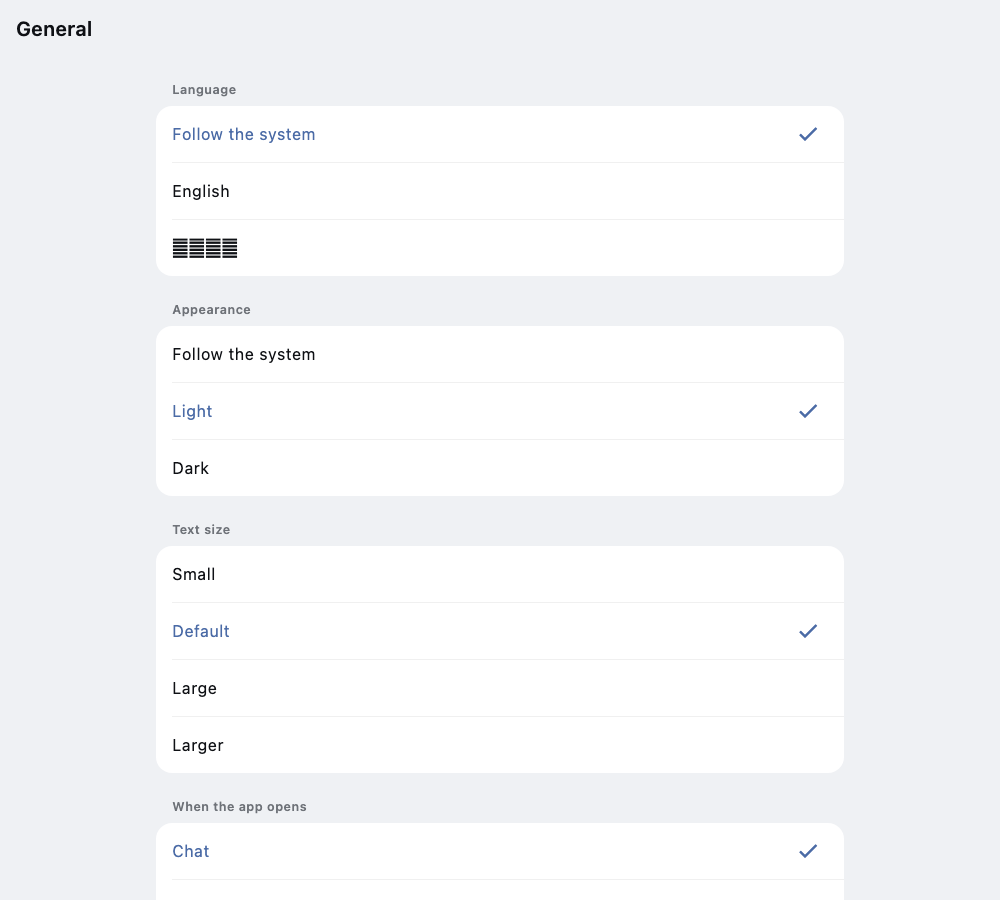 General
Language
Follow the system
English
Appearance
Follow the system
Light
Dark
Text size
Small
Default
Large
Larger
When the app opens
Chat